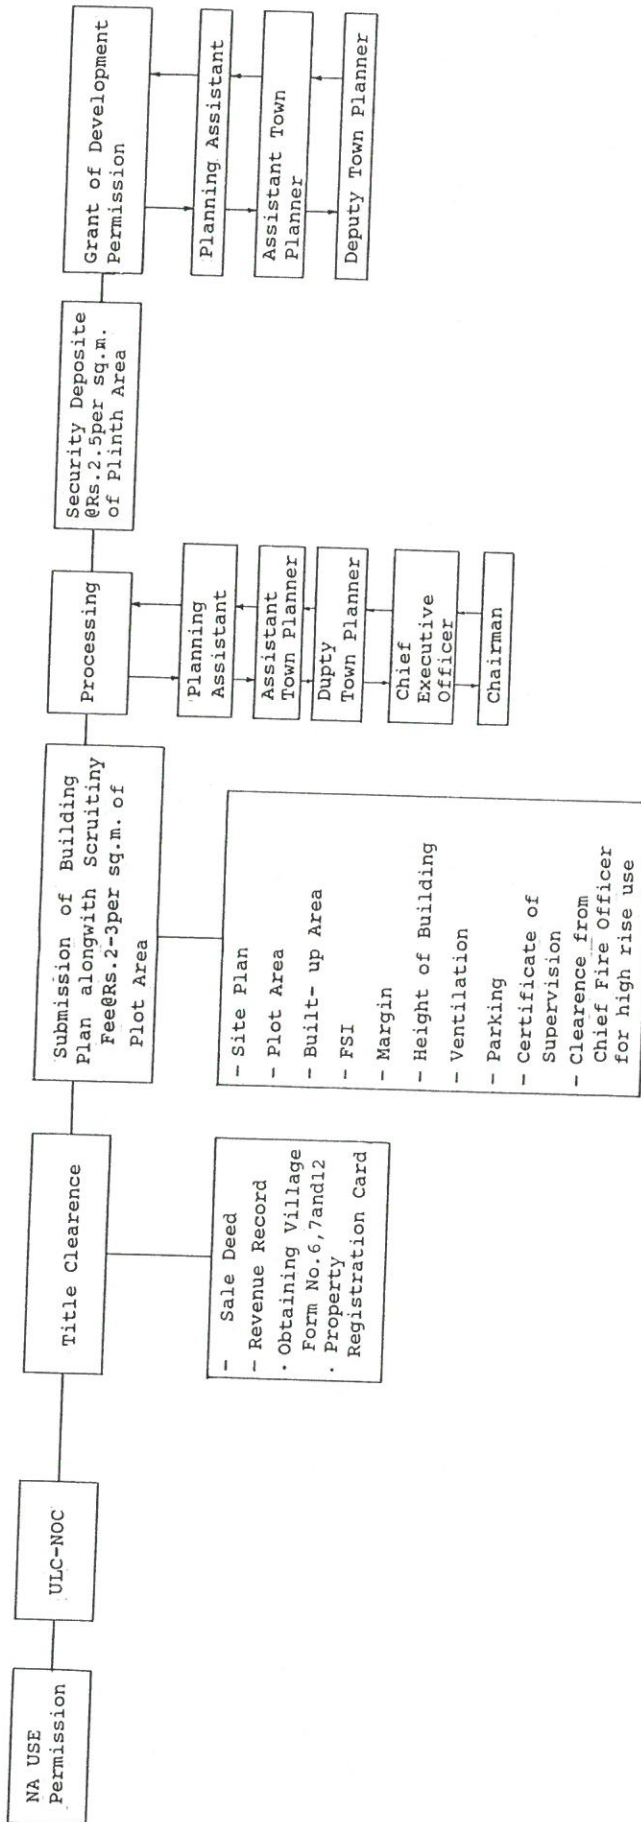 NA USE
Permission
ULC-NOC
Title Clearence
- Sale Deed
- Revenue Record
· Obtaining Village
Form No.6,7and12
· Property
Registration Card
Submission of Building
Plan alongwith Scruitiny
Fee@Rs.2-3per sq.m. of
Plot Area
- Site Plan
- Plot Area
- Built- up Area
- FSI
- Margin
- Height of Building
- Ventilation
- Parking
- Certificate of
Supervision
- Clearence from
Chief Fire Officer
for high rise use
Processing
Planning
Assistant
Assistant
Town Planner
Dupty
Town Planner
Chief
Executive
Officer
Chairman
Security Deposite
@Rs.2.5per sq.m.
of Plinth Area
Grant of Development
Permission
Planning Assistant
Assistant Town
Planner
Deputy Town Planner